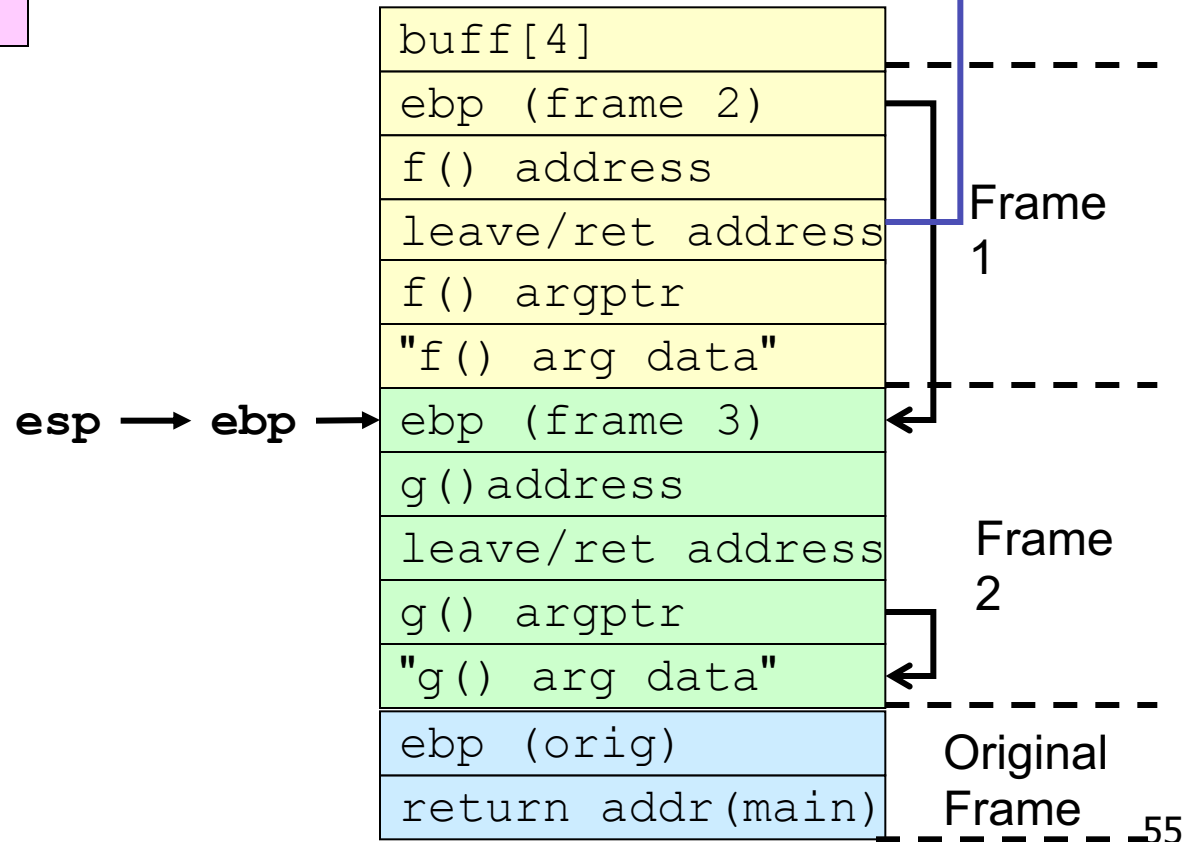 buff[4]
ebp (frame 2)
f() address
leave/ret address
f() argptr
"f() arg data"
Frame
1
esp
ebp
ebp (frame 3)
g()address
leave/ret address
g() argptr
"g() arg data"
Frame
2
ebp (orig)
return addr(main)
Original
Frame
55